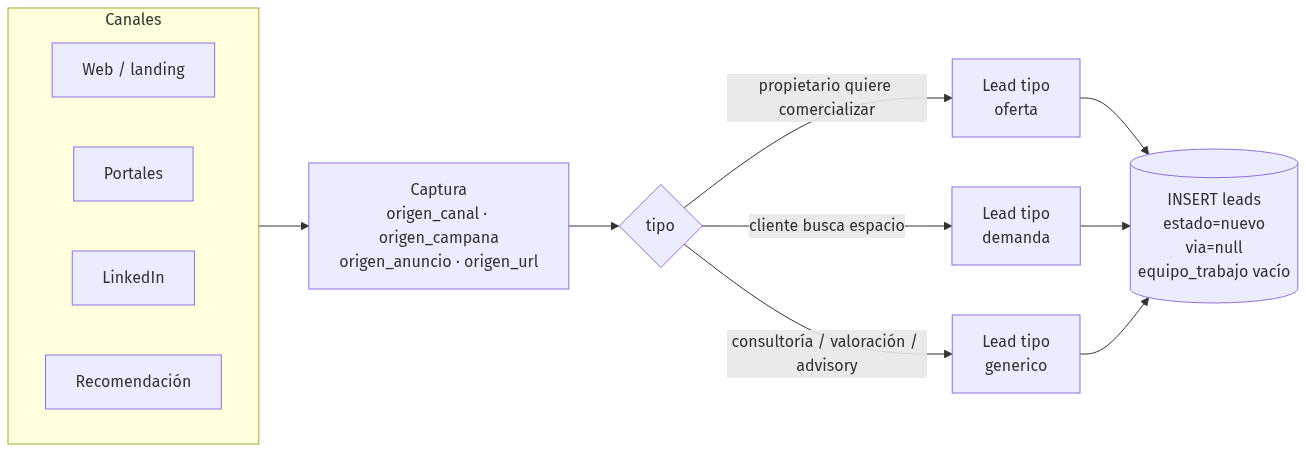 Canales
Web / landing
Portales
LinkedIn
Recomendación
Captura
origen_canal ·
origen_campana
origen_anuncio · origen_url
tipo
propietario quiere
comercializar
cliente busca espacio
consultoría / valoración /
advisory
Lead tipo
oferta
Lead tipo
demanda
Lead tipo
generico
INSERT leads
estado=nuevo
via=null
equipo_trabajo vacío